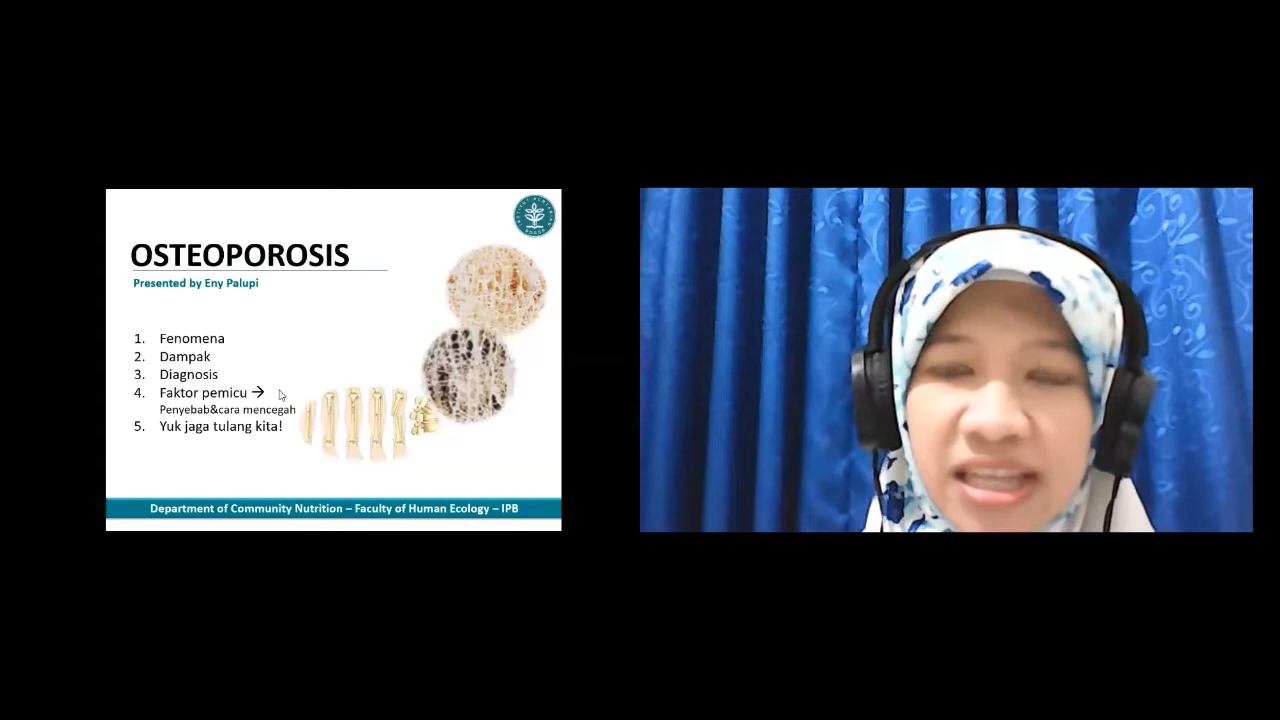 OSTEOPOROSIS
Presented by Eny Palupi
1. Fenomena
2. Dampak
3. Diagnosis
4. Faktor pemicu →
Penyebab&cara mencegah
5. Yuk jaga tulang kita!
Department of Community Nutrition – Faculty of Human Ecology – IPB